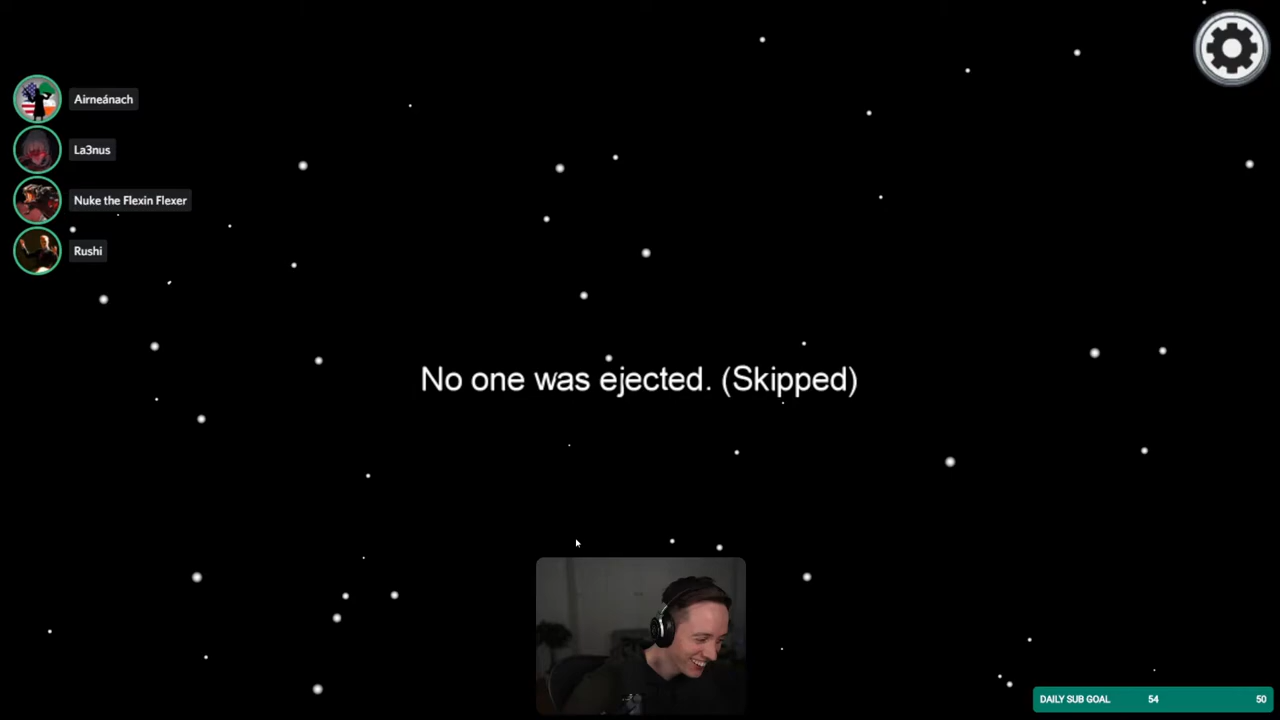 Airneánach
La3nus
Nuke the Flexin Flexer
Rushi
No one was ejected. (Skipped)
DAILY SUB GOAL 54 50